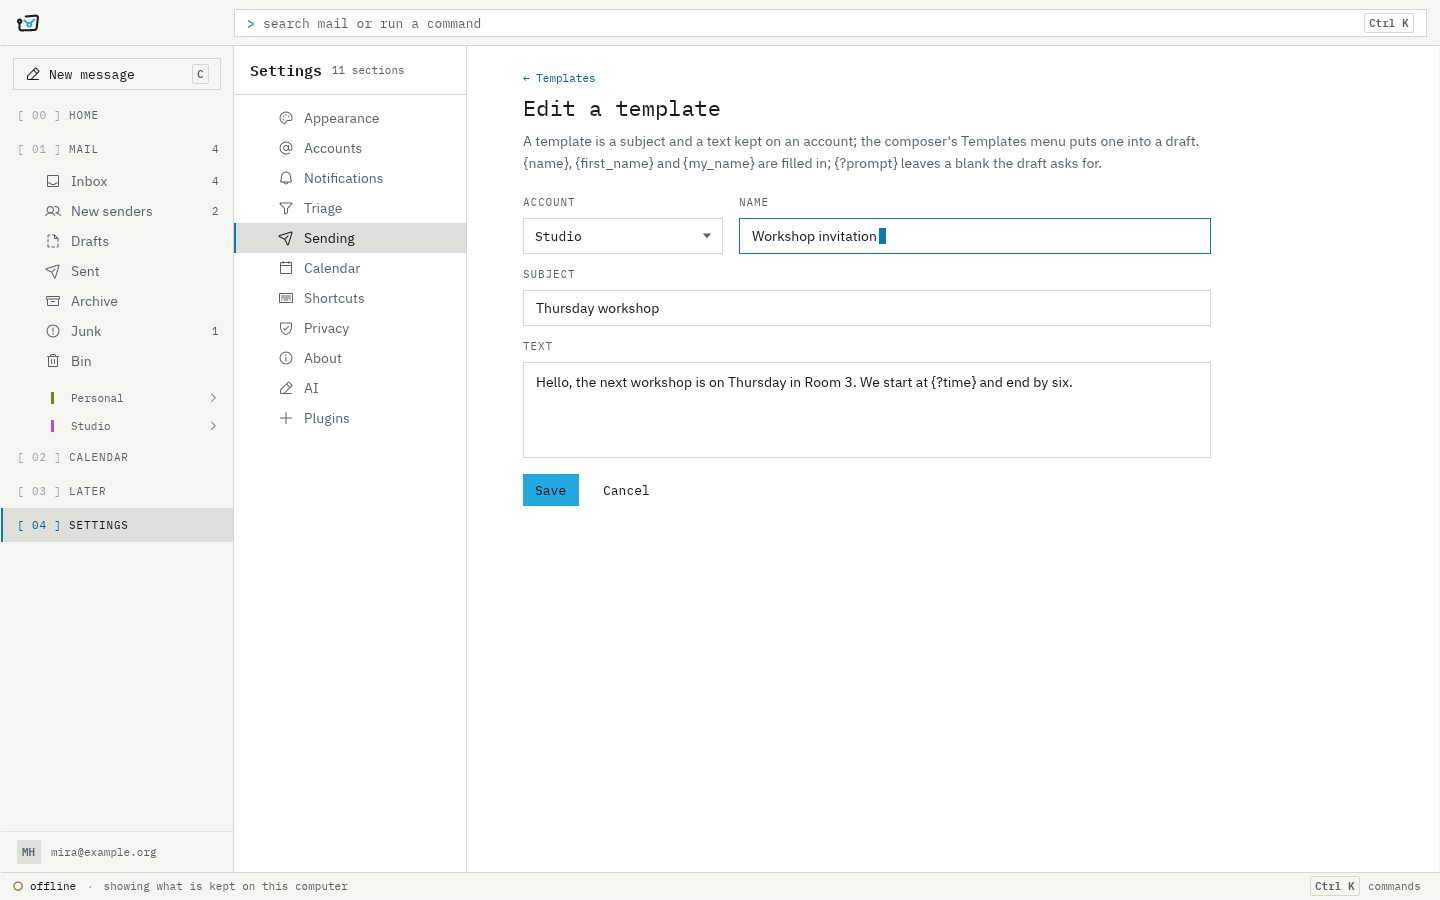 > search mail or run a command
Ctrl K
New message
C
[ 00 ] HOME
[ 01 ] MAIL 4
Inbox 4
New senders 2
Drafts
Sent
Archive
Junk 1
Bin
Personal
Studio
[ 02 ] CALENDAR
[ 03 ] LATER
[ 04 ] SETTINGS
MH mira@example.org
Settings 11 sections
Appearance
Accounts
Notifications
Triage
Sending
Calendar
Shortcuts
Privacy
About
AI
Plugins
← Templates
Edit a template
A template is a subject and a text kept on an account; the composer's Templates menu puts one into a draft.
{name}, {first_name} and {my_name} are filled in; {?prompt} leaves a blank the draft asks for.
ACCOUNT
Studio
NAME
Workshop invitation
SUBJECT
Thursday workshop
TEXT
Hello, the next workshop is on Thursday in Room 3. We start at {?time} and end by six.
Save
Cancel
offline · showing what is kept on this computer
Ctrl K commands